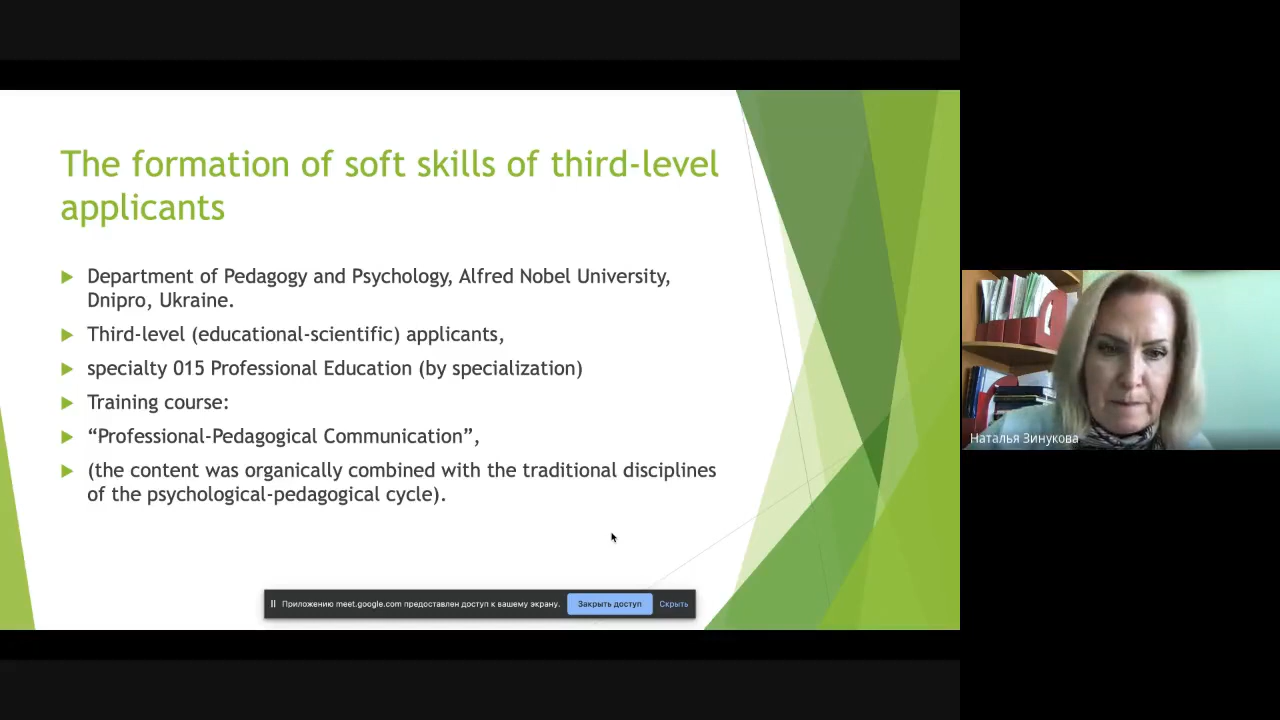 The formation of soft skills of third-level
applicants
Department of Pedagogy and Psychology, Alfred Nobel University,
Dnipro, Ukraine.
Third-level (educational-scientific) applicants,
specialty 015 Professional Education (by specialization)
Training course:
“Professional-Pedagogical Communication”,
(the content was organically combined with the traditional disciplines
of the psychological-pedagogical cycle).
Приложению meet.google.com предоставлен доступ к вашему экрану. Закрыть доступ Скрыть
Наталья Зинукова